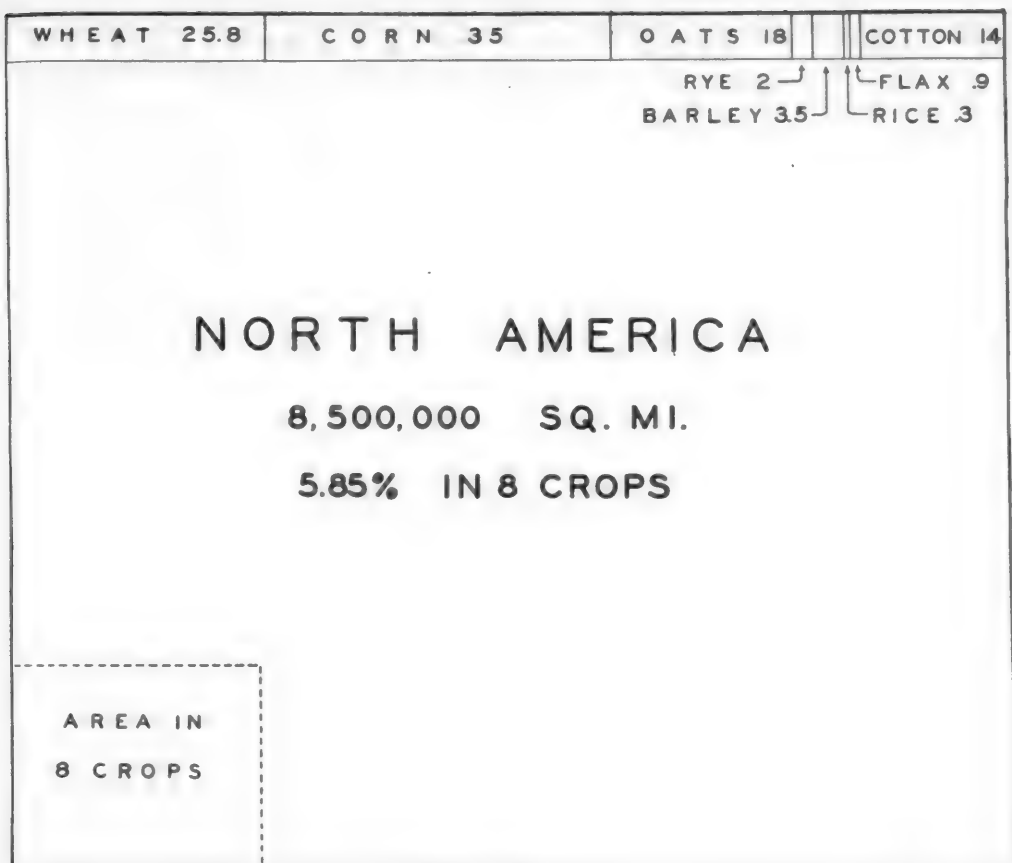 WHEAT 25.8 CORN 35 OATS 18 COTTON 14
RYE 2 FLAX .9
BARLEY 3.5 RICE .3
NORTH AMERICA
8,500,000 SQ. MI.
5.85% IN 8 CROPS
AREA IN
8 CROPS